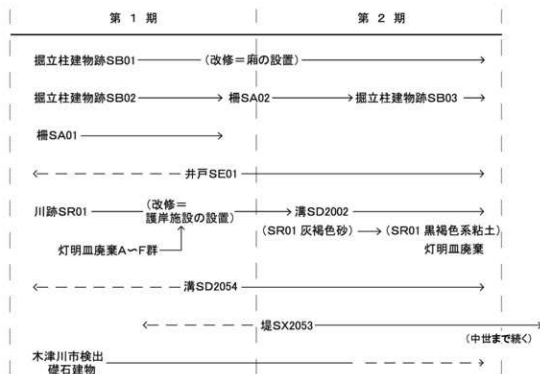 第 1 期
第 2 期
掘立柱建物跡SB01
(改修＝廂の設置)
掘立柱建物跡SB02
柵SA02
掘立柱建物跡SB03
柵SA01
井戸SE01
川跡SR01
(改修＝
護岸施設の設置)
溝SD2002
(SR01 灰褐色砂)
(SR01 黒褐色系粘土)
灯明皿廃棄A〜F群
灯明皿廃棄
溝SD2054
堤SX2053
(中世まで続く)
木津川市検出
礎石建物